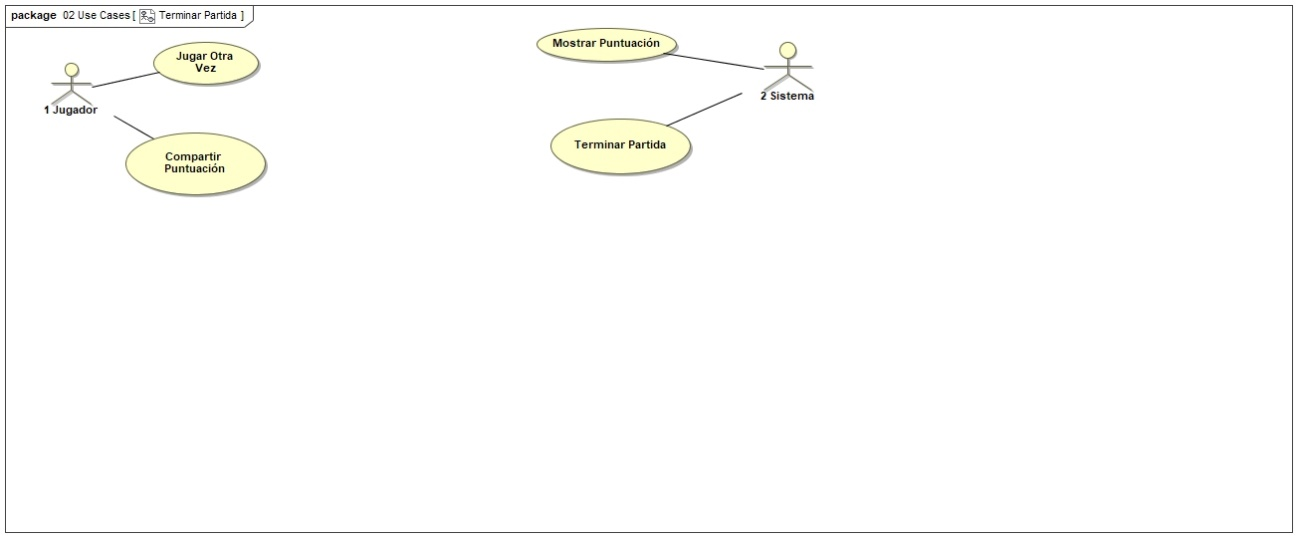 package 02 Use Cases [ Terminar Partida ]
Jugar Otra
Vez
1 Jugador
Compartir
Puntuación
Mostrar Puntuación
2 Sistema
Terminar Partida